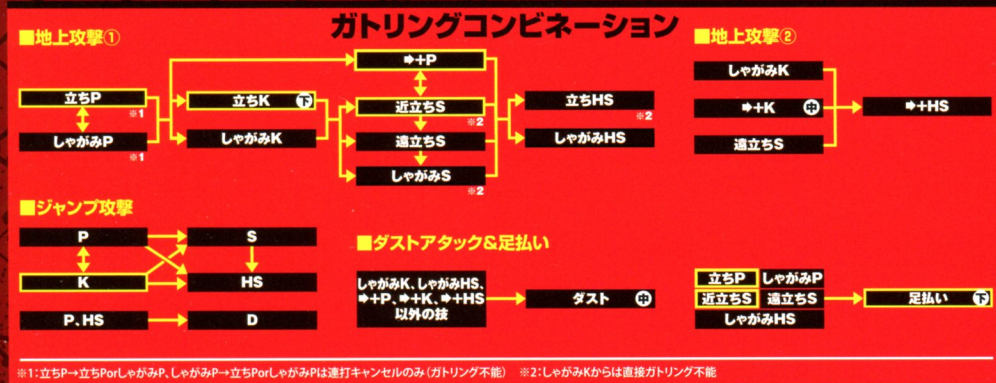 ガトリングコンビネーション
■地上攻撃①
立ちP
※1
しゃがみP
※1
立ちK 下
しゃがみK
➡+P
近立ちS
※2
遠立ちS
しゃがみS
※2
立ちHS
※2
しゃがみHS
■地上攻撃②
しゃがみK
➡+K 中
遠立ちS
➡+HS
■ジャンプ攻撃
P
S
K
HS
P、HS
D
■ダストアタック&足払い
しゃがみK、しゃがみHS、
➡+P、➡+K、➡+HS
以外の技
ダスト 中
立ちP しゃがみP
近立ちS 遠立ちS
しゃがみHS
足払い 下
※1:立ちP→立ちPorしゃがみP、しゃがみP→立ちPorしゃがみPは連打キャンセルのみ(ガトリング不能) ※2:しゃがみKからは直接ガトリング不能